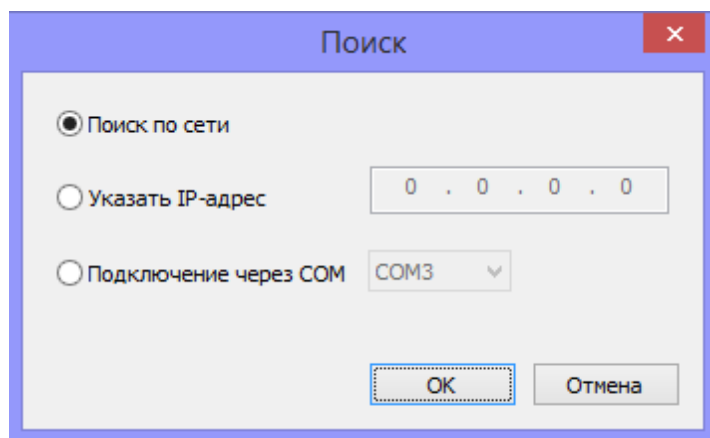 Поиск
Поиск по сети
Указать IP-адрес 0 . 0 . 0 . 0
Подключение через COM COM3
OK Отмена